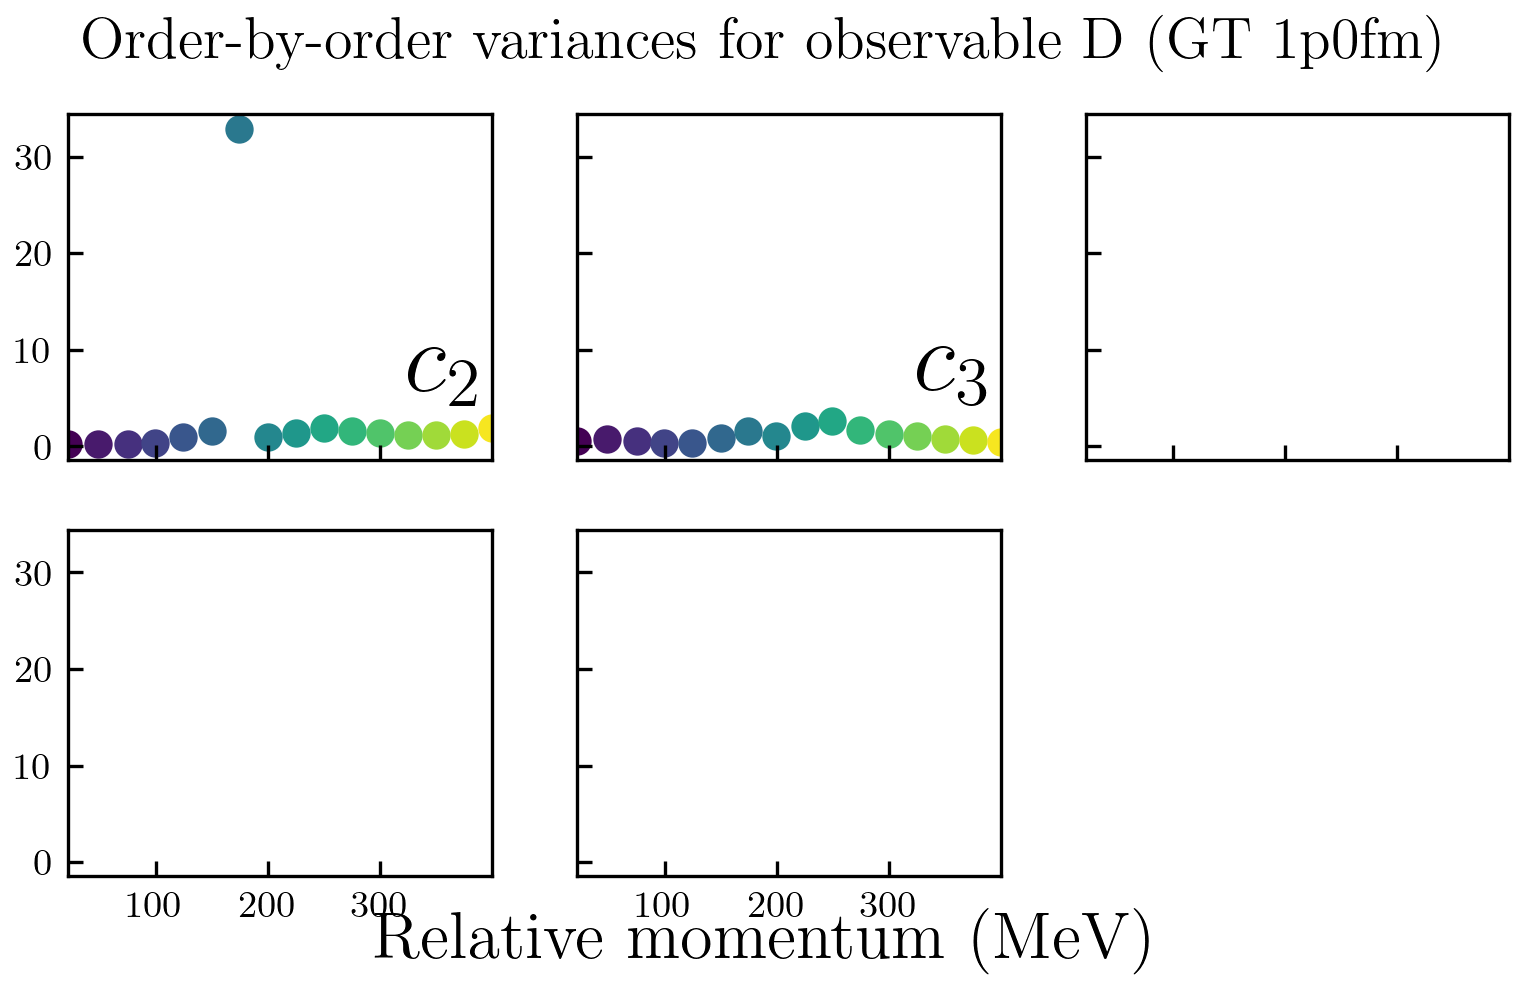 Order-by-order variances for observable D (GT 1p0fm)
30
20
10
0
c₂
c₃
30
20
10
0
100 200 300
100 200 300
Relative momentum (MeV)